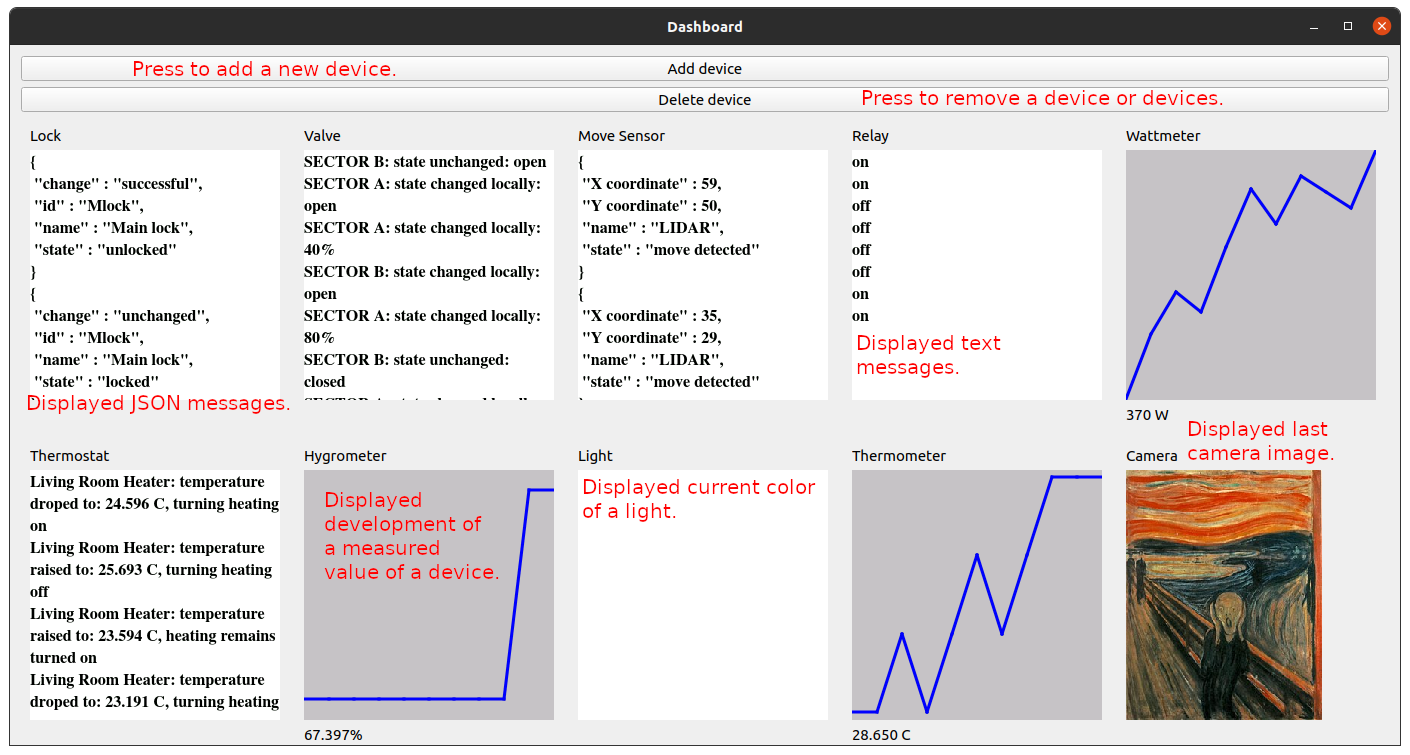 Dashboard
Press to add a new device.
Add device
Delete device
Press to remove a device or devices.
Lock
{
"change" : "successful",
"id" : "Mlock",
"name" : "Main lock",
"state" : "unlocked"
}
{
"change" : "unchanged",
"id" : "Mlock",
"name" : "Main lock",
"state" : "locked"
Displayed JSON messages.
Valve
SECTOR B: state unchanged: open
SECTOR A: state changed locally:
open
SECTOR A: state changed locally:
40%
SECTOR B: state changed locally:
open
SECTOR A: state changed locally:
80%
SECTOR B: state unchanged:
closed
Move Sensor
{
"X coordinate" : 59,
"Y coordinate" : 50,
"name" : "LIDAR",
"state" : "move detected"
}
{
"X coordinate" : 35,
"Y coordinate" : 29,
"name" : "LIDAR",
"state" : "move detected"
Relay
on
on
off
off
off
off
on
on
Displayed text
messages.
Wattmeter
370 W
Thermostat
Living Room Heater: temperature
droped to: 24.596 C, turning heating
on
Living Room Heater: temperature
raised to: 25.693 C, turning heating
off
Living Room Heater: temperature
raised to: 23.594 C, heating remains
turned on
Living Room Heater: temperature
droped to: 23.191 C, turning heating
Hygrometer
Displayed
development of
a measured
value of a device.
67.397%
Light
Displayed current color
of a light.
Thermometer
28.650 C
Camera
Displayed last
camera image.